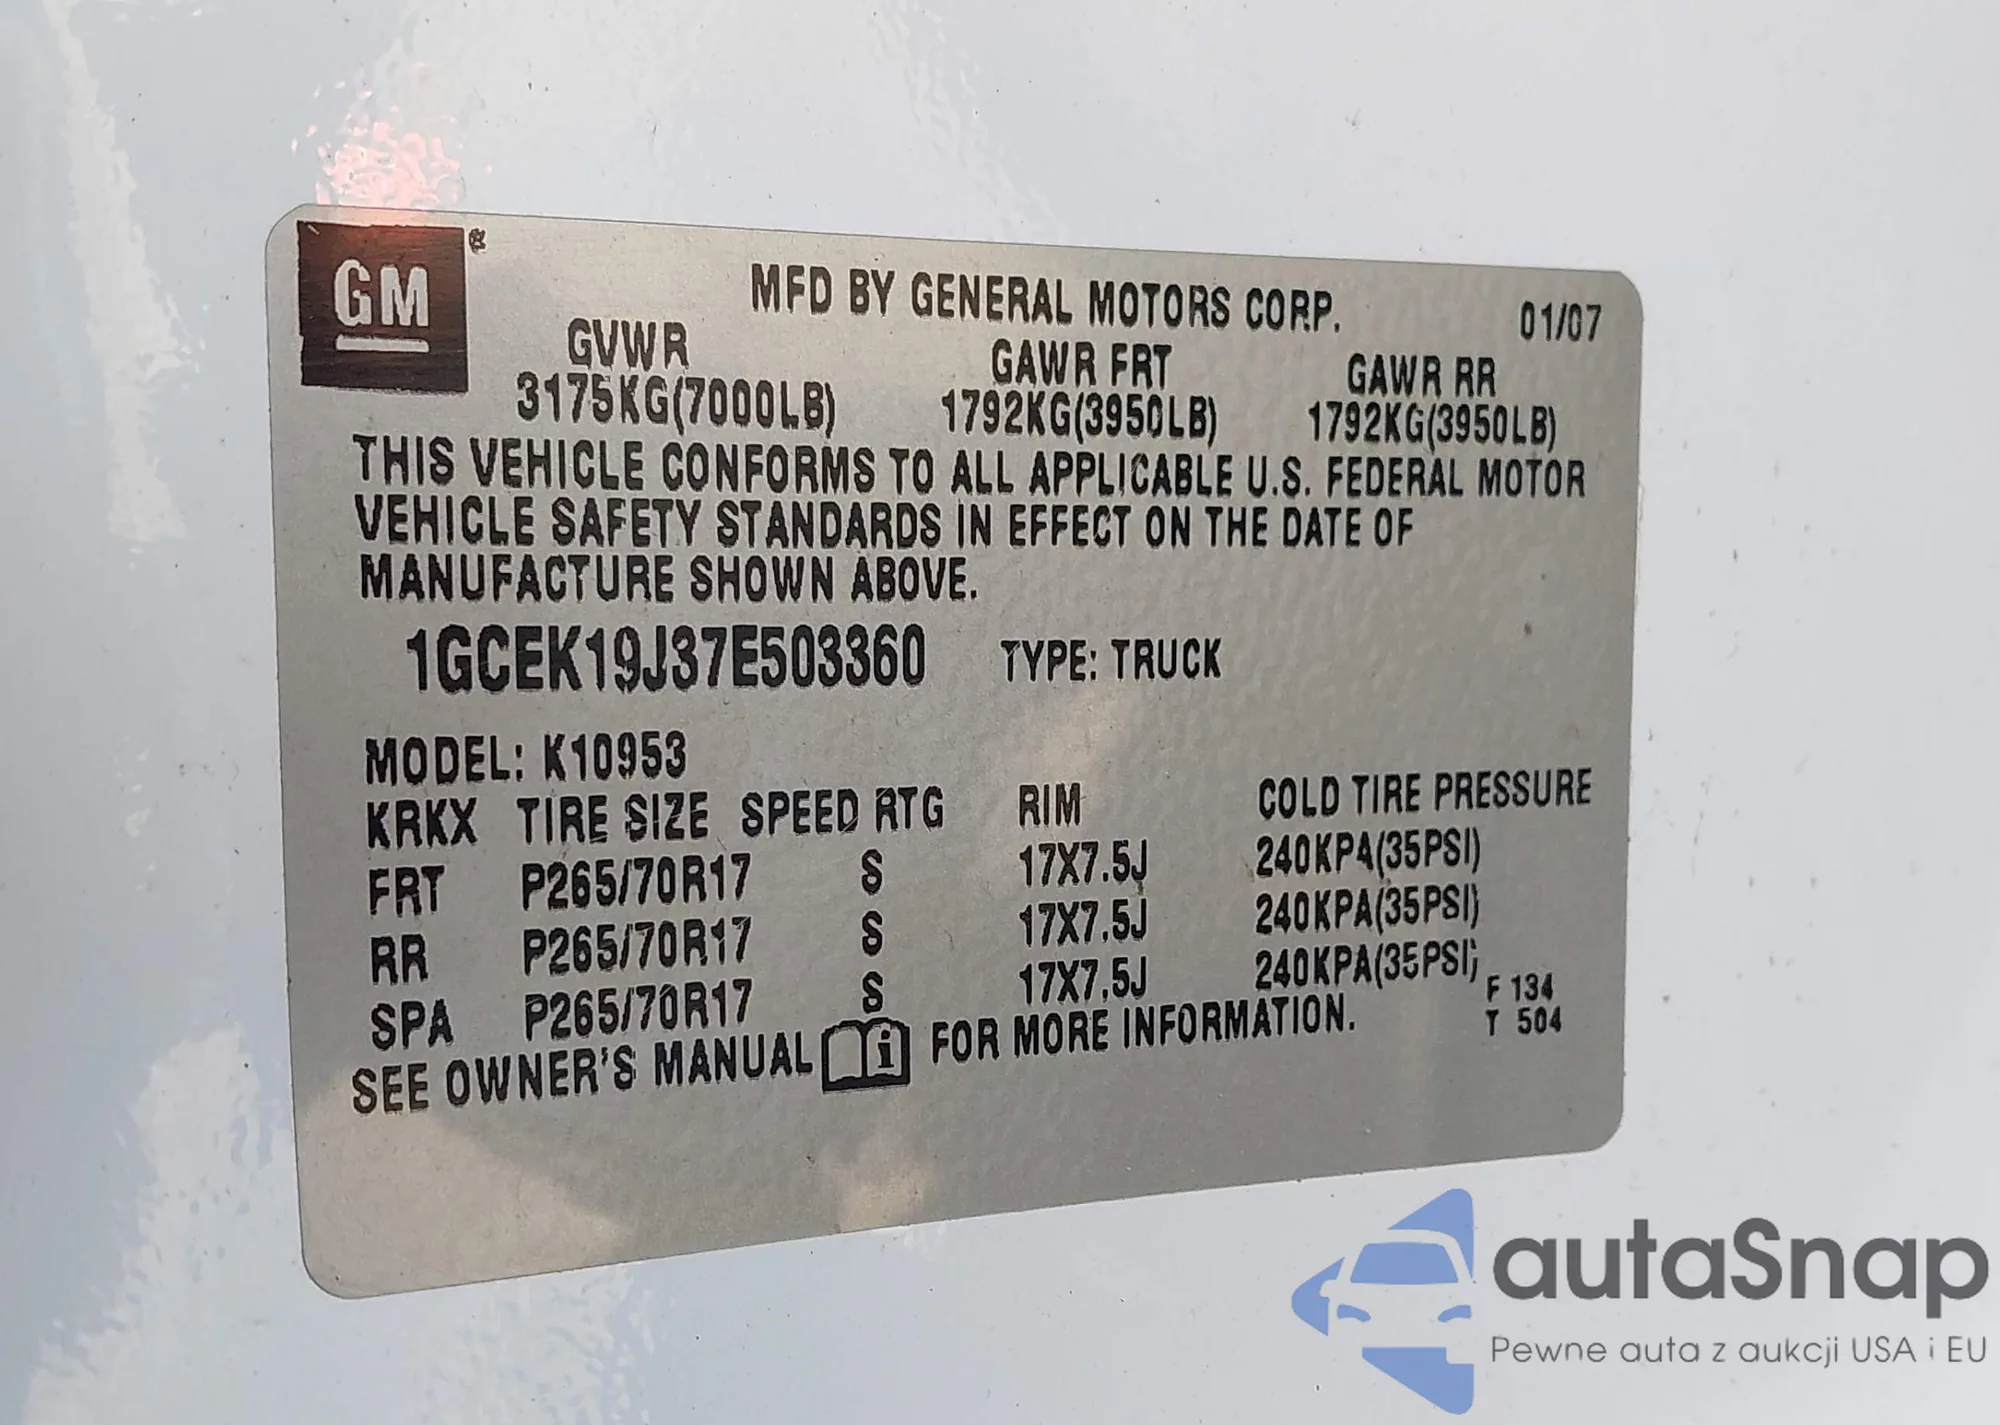 GM®
MFD BY GENERAL MOTORS CORP. 01/07
GVWR GAWR FRT GAWR RR
3175KG(7000LB) 1792KG(3950LB) 1792KG(3950LB)
THIS VEHICLE CONFORMS TO ALL APPLICABLE U.S. FEDERAL MOTOR
VEHICLE SAFETY STANDARDS IN EFFECT ON THE DATE OF
MANUFACTURE SHOWN ABOVE.
1GCEK19J37E503360 TYPE: TRUCK
MODEL: K10953
KRKX TIRE SIZE SPEED RTG RIM COLD TIRE PRESSURE
FRT P265/70R17 S 17X7.5J 240KPA(35PSI)
RR P265/70R17 S 17X7.5J 240KPA(35PSI)
SPA P265/70R17 S 17X7.5J 240KPA(35PSI)
F 134
T 504
SEE OWNER'S MANUAL i FOR MORE INFORMATION.
autaSnap
Pewne auta z aukcji USA i EU